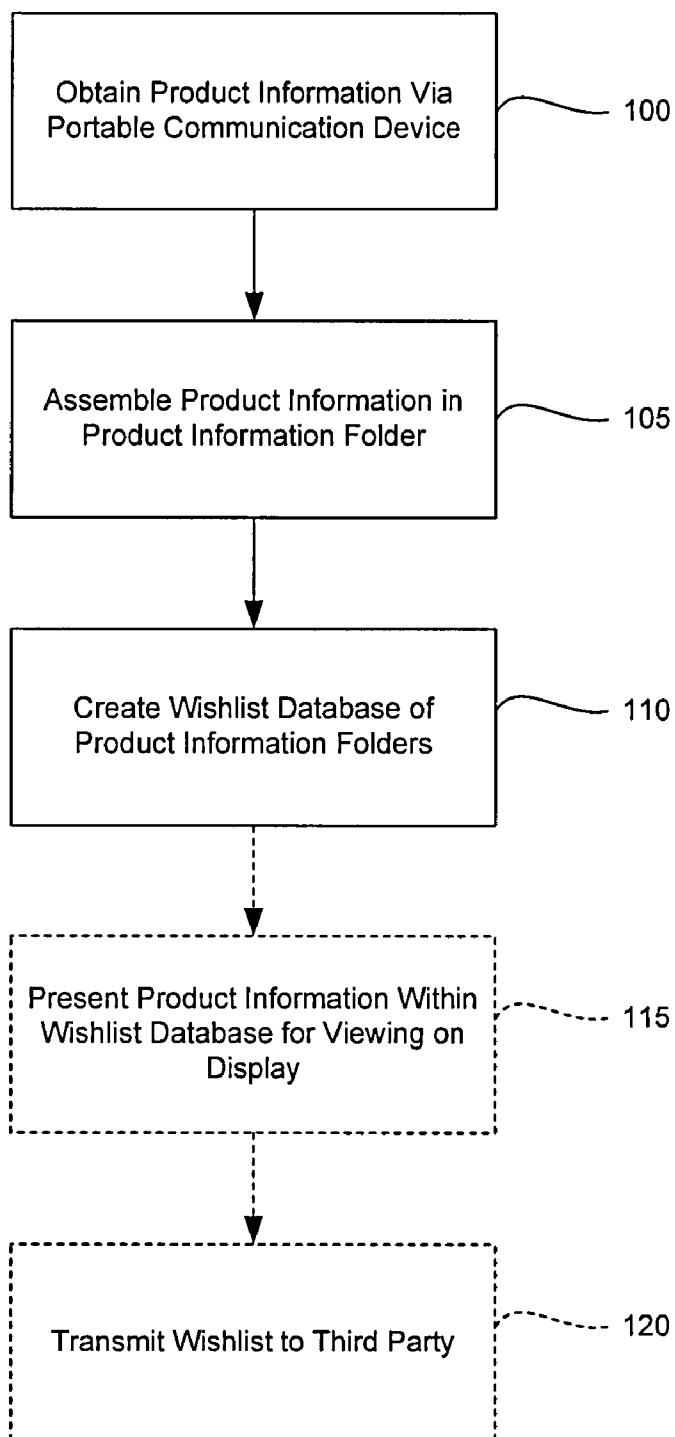 Obtain Product Information Via
Portable Communication Device
100
Assemble Product Information in
Product Information Folder
105
Create Wishlist Database of
Product Information Folders
110
Present Product Information Within
Wishlist Database for Viewing on
Display
115
Transmit Wishlist to Third Party
120